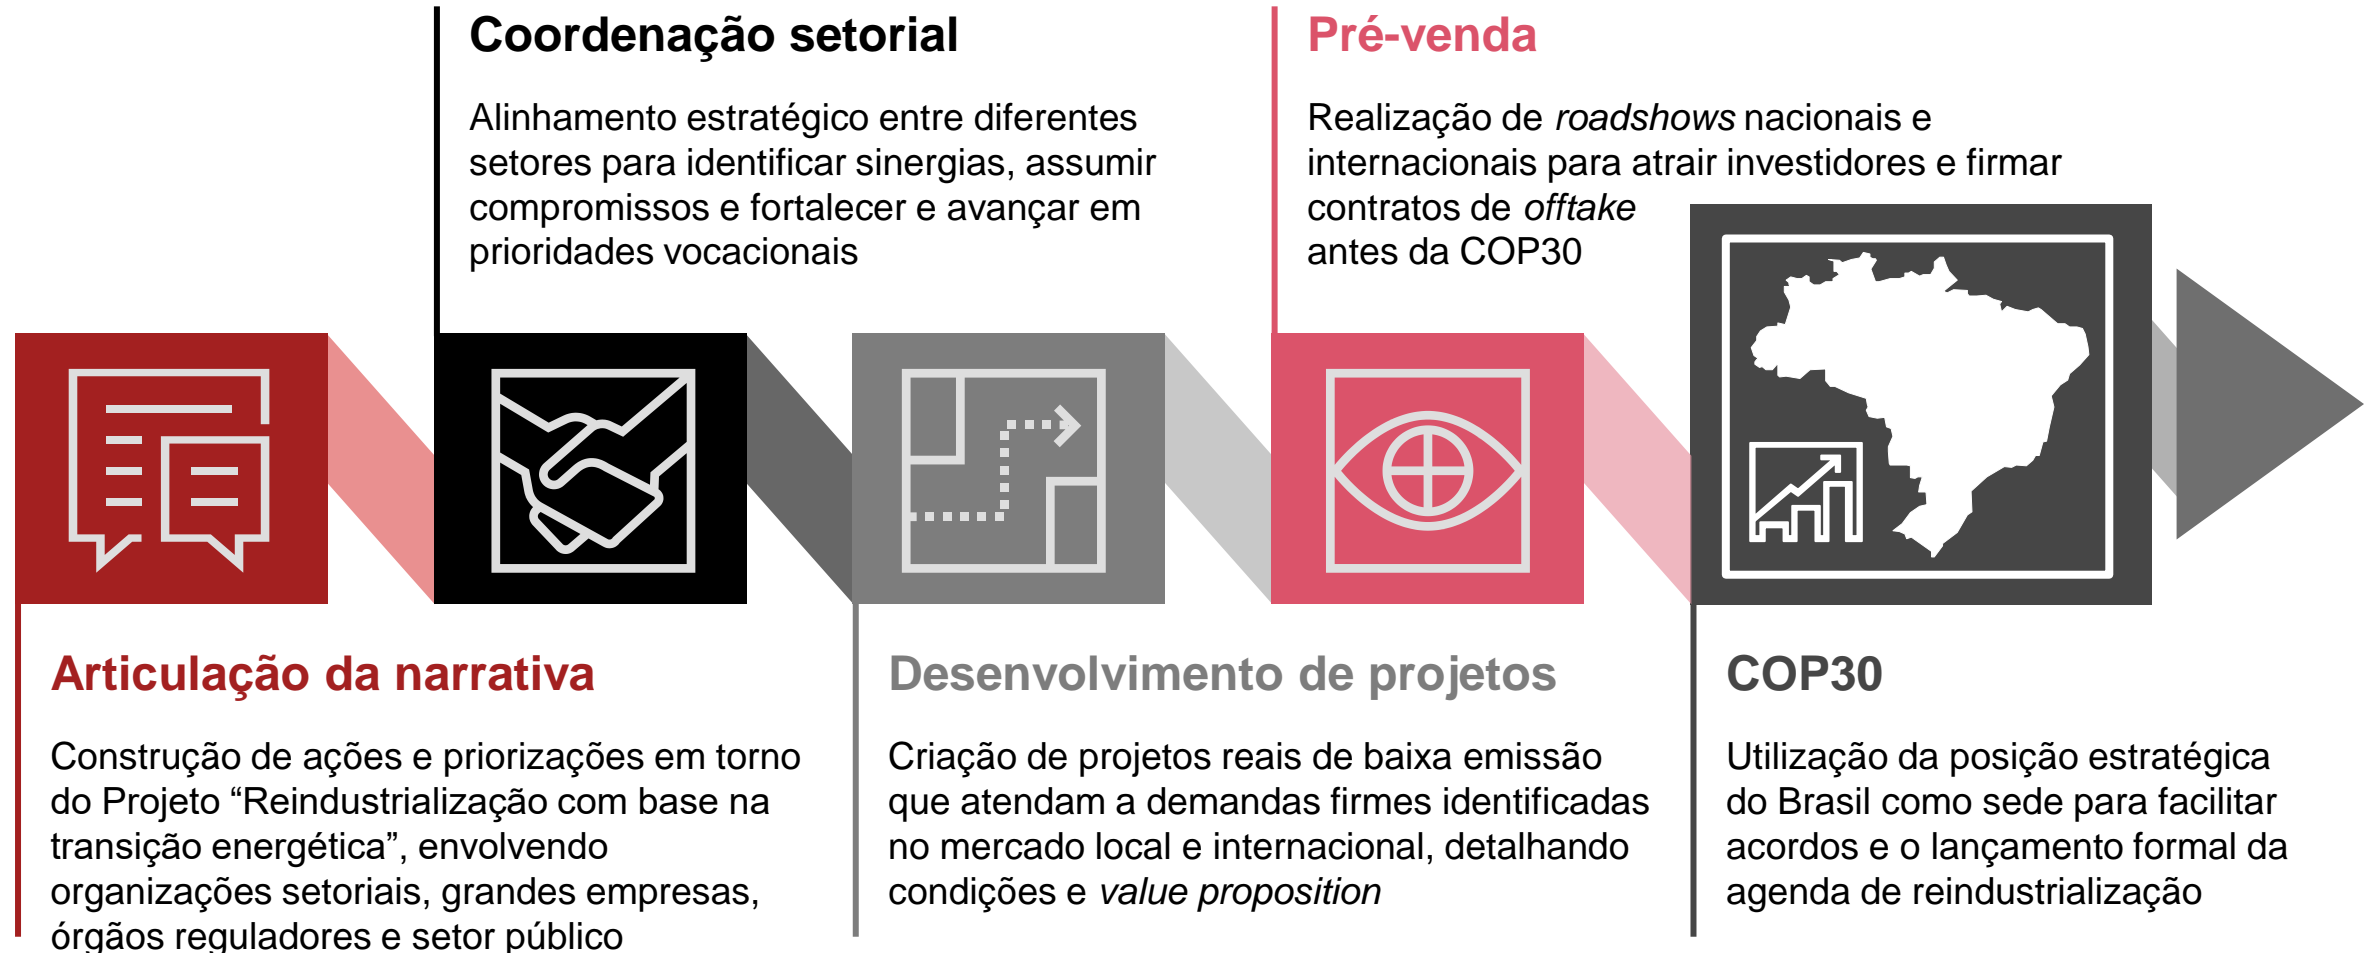 Coordenação setorial
Alinhamento estratégico entre diferentes
setores para identificar sinergias, assumir
compromissos e fortalecer e avançar em
prioridades vocacionais
Pré-venda
Realização de roadshows nacionais e
internacionais para atrair investidores e firmar
contratos de offtake
antes da COP30
Articulação da narrativa
Construção de ações e priorizações em torno
do Projeto “Reindustrialização com base na
transição energética”, envolvendo
organizações setoriais, grandes empresas,
órgãos reguladores e setor público
Desenvolvimento de projetos
Criação de projetos reais de baixa emissão
que atendam a demandas firmes identificadas
no mercado local e internacional, detalhando
condições e value proposition
COP30
Utilização da posição estratégica
do Brasil como sede para facilitar
acordos e o lançamento formal da
agenda de reindustrialização